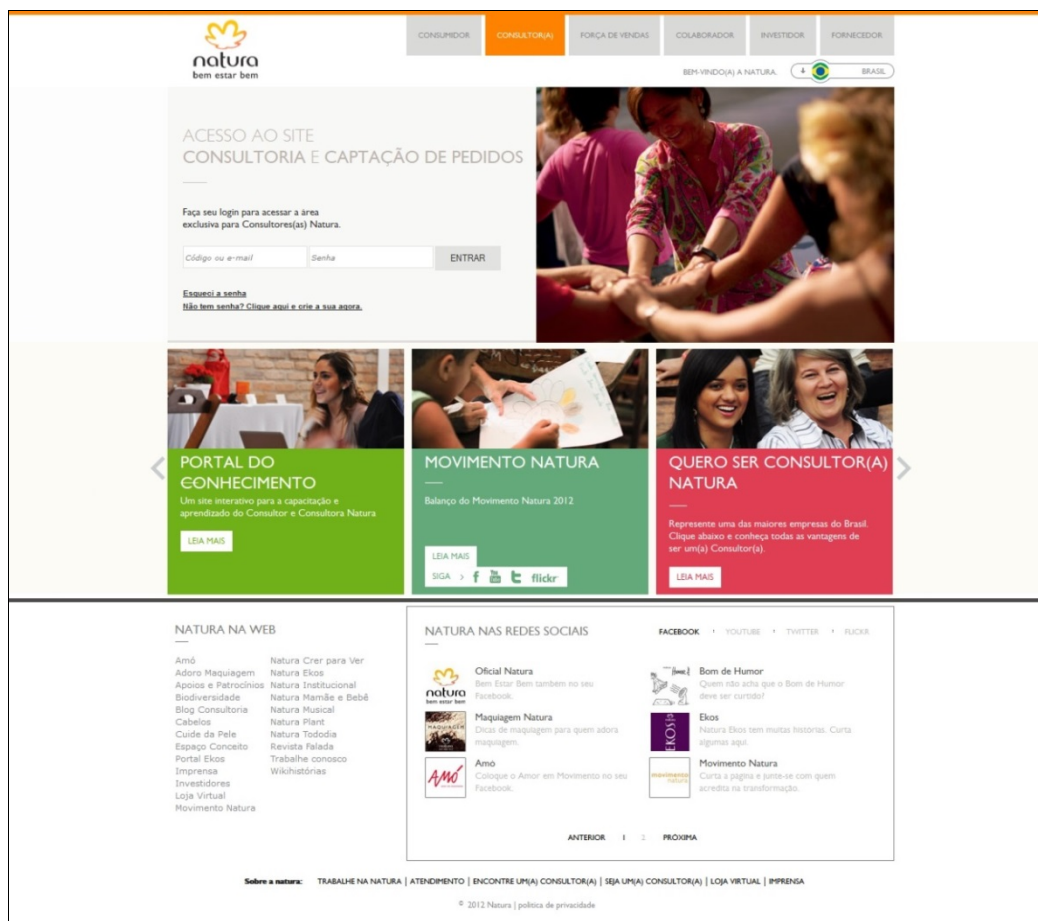 natura
bem estar bem
CONSUMIDOR
CONSULTOR(A)
FORÇA DE VENDAS
COLABORADOR
INVESTIDOR
FORNECEDOR
BEM-VINDO(A) A NATURA.
BRASIL
ACESSO AO SITE
CONSULTORIA E CAPTAÇÃO DE PEDIDOS
Faça seu login para acessar a área
exclusiva para Consultores(as) Natura.
Código ou e-mail
Senha
ENTRAR
Esqueci a senha
Não tem senha? Clique aqui e crie a sua agora.
PORTAL DO
CONHECIMENTO
Um site interativo para a capacitação e
aprendizado do Consultor e Consultora Natura
LEIA MAIS
MOVIMENTO NATURA
Balanço do Movimento Natura 2012
LEIA MAIS
SIGA > f You Tube t flickr
QUERO SER CONSULTOR(A)
NATURA
Represente uma das maiores empresas do Brasil.
Clique abaixo e conheça todas as vantagens de
ser um(a) Consultor(a).
LEIA MAIS
NATURA NA WEB
Amó
Adoro Maquiagem
Apoios e Patrocínios
Biodiversidade
Blog Consultoria
Cabelos
Cuide da Pele
Espaço Conceito
Portal Ekos
Imprensa
Investidores
Loja Virtual
Movimento Natura
Natura Crer para Ver
Natura Ekos
Natura Institucional
Natura Mamãe e Bebê
Natura Musical
Natura Plant
Natura Tododia
Revista Falada
Trabalhe conosco
Wikihistórias
NATURA NAS REDES SOCIAIS
FACEBOOK ' YOUTUBE ' TWITTER ' FLICKR
natura
bem estar bem
Oficial Natura
Bem Estar Bem também no seu
Facebook.
MAQUIAGEM
Maquiagem Natura
Dicas de maquiagem para quem adora
maquiagem.
AMÓ
Amó
Coloque o Amor em Movimento no seu
Facebook.
Bom de Humor
Quem não acha que o Bom de Humor
deve ser curtido?
EKOS
Ekos
Natura Ekos tem muitas histórias. Curta
algumas aqui.
movimento
natura
Movimento Natura
Curta a página e junte-se com quem
acredita na transformação.
ANTERIOR 1 2 PRÓXIMA
Sobre a natura: TRABALHE NA NATURA | ATENDIMENTO | ENCONTRE UM(A) CONSULTOR(A) | SEJA UM(A) CONSULTOR(A) | LOJA VIRTUAL | IMPRENSA
© 2012 Natura | política de privacidade